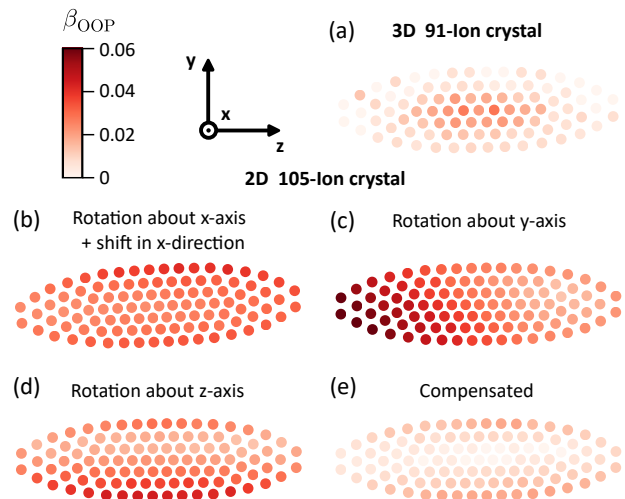 β_OOP
0.06
0.04
0.02
0
y
x
z
(a) 3D 91-Ion crystal
2D 105-Ion crystal
(b) Rotation about x-axis
+ shift in x-direction
(c) Rotation about y-axis
(d) Rotation about z-axis
(e) Compensated